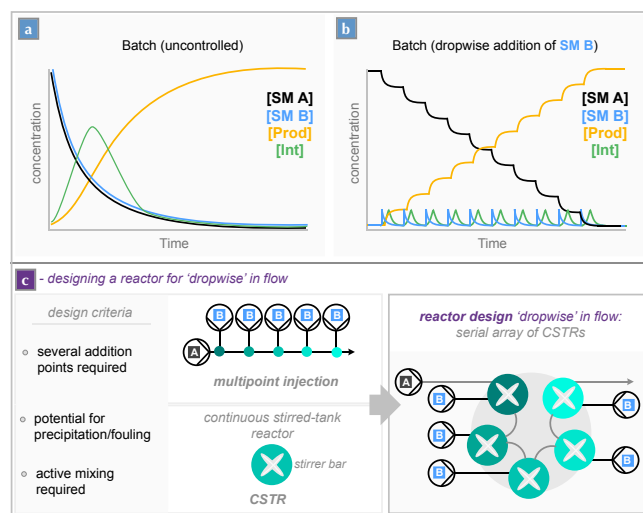 a
Batch (uncontrolled)
[SM A]
[SM B]
[Prod]
[Int]
concentration
Time
b
Batch (dropwise addition of SM B)
[SM A]
[SM B]
[Prod]
[Int]
concentration
Time
c - designing a reactor for ‘dropwise’ in flow
design criteria
several addition
points required
potential for
precipitation/fouling
active mixing
required
B B B B B
A
multipoint injection
continuous stirred-tank
reactor
stirrer bar
CSTR
reactor design ‘dropwise’ in flow:
serial array of CSTRs
A
B
B
B
B
B